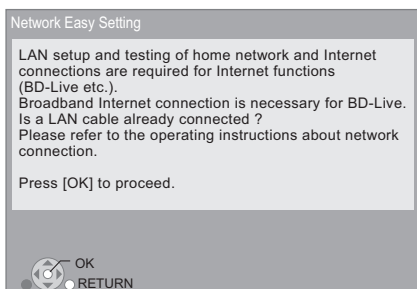 Network Easy Setting
LAN setup and testing of home network and Internet
connections are required for Internet functions
(BD-Live etc.).
Broadband Internet connection is necessary for BD-Live.
Is a LAN cable already connected ?
Please refer to the operating instructions about network
connection.
Press [OK] to proceed.
OK
RETURN